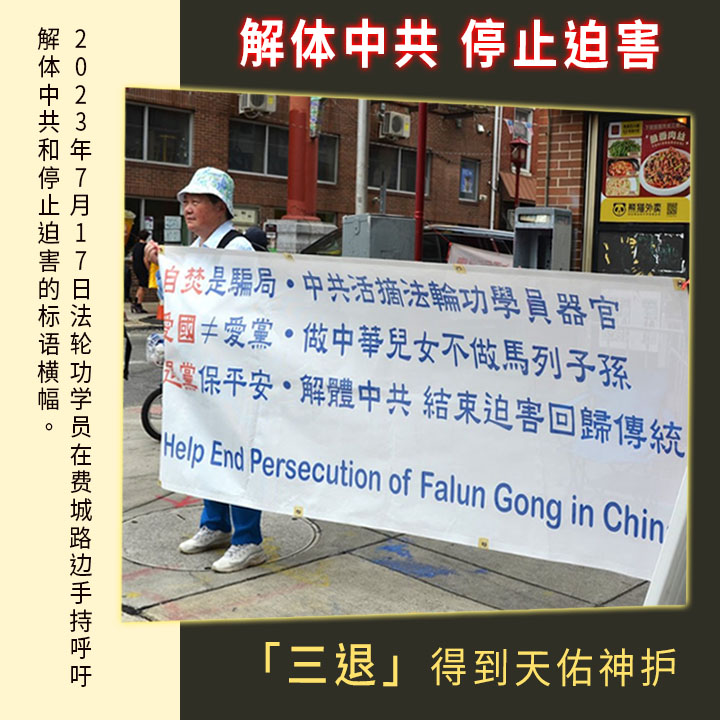 解体中共 停止迫害
2023年7月17日法轮功学员在费城路边手持呼吁
解体中共和停止迫害的标语横幅。
自焚是騙局·中共活摘法輪功學員器官
愛國≠愛黨·做中華兒女不做馬列子孫
退黨保平安·解體中共 結束迫害回歸傳統
Help End Persecution of Falun Gong in Chin
熊猫外卖
「三退」得到天佑神护